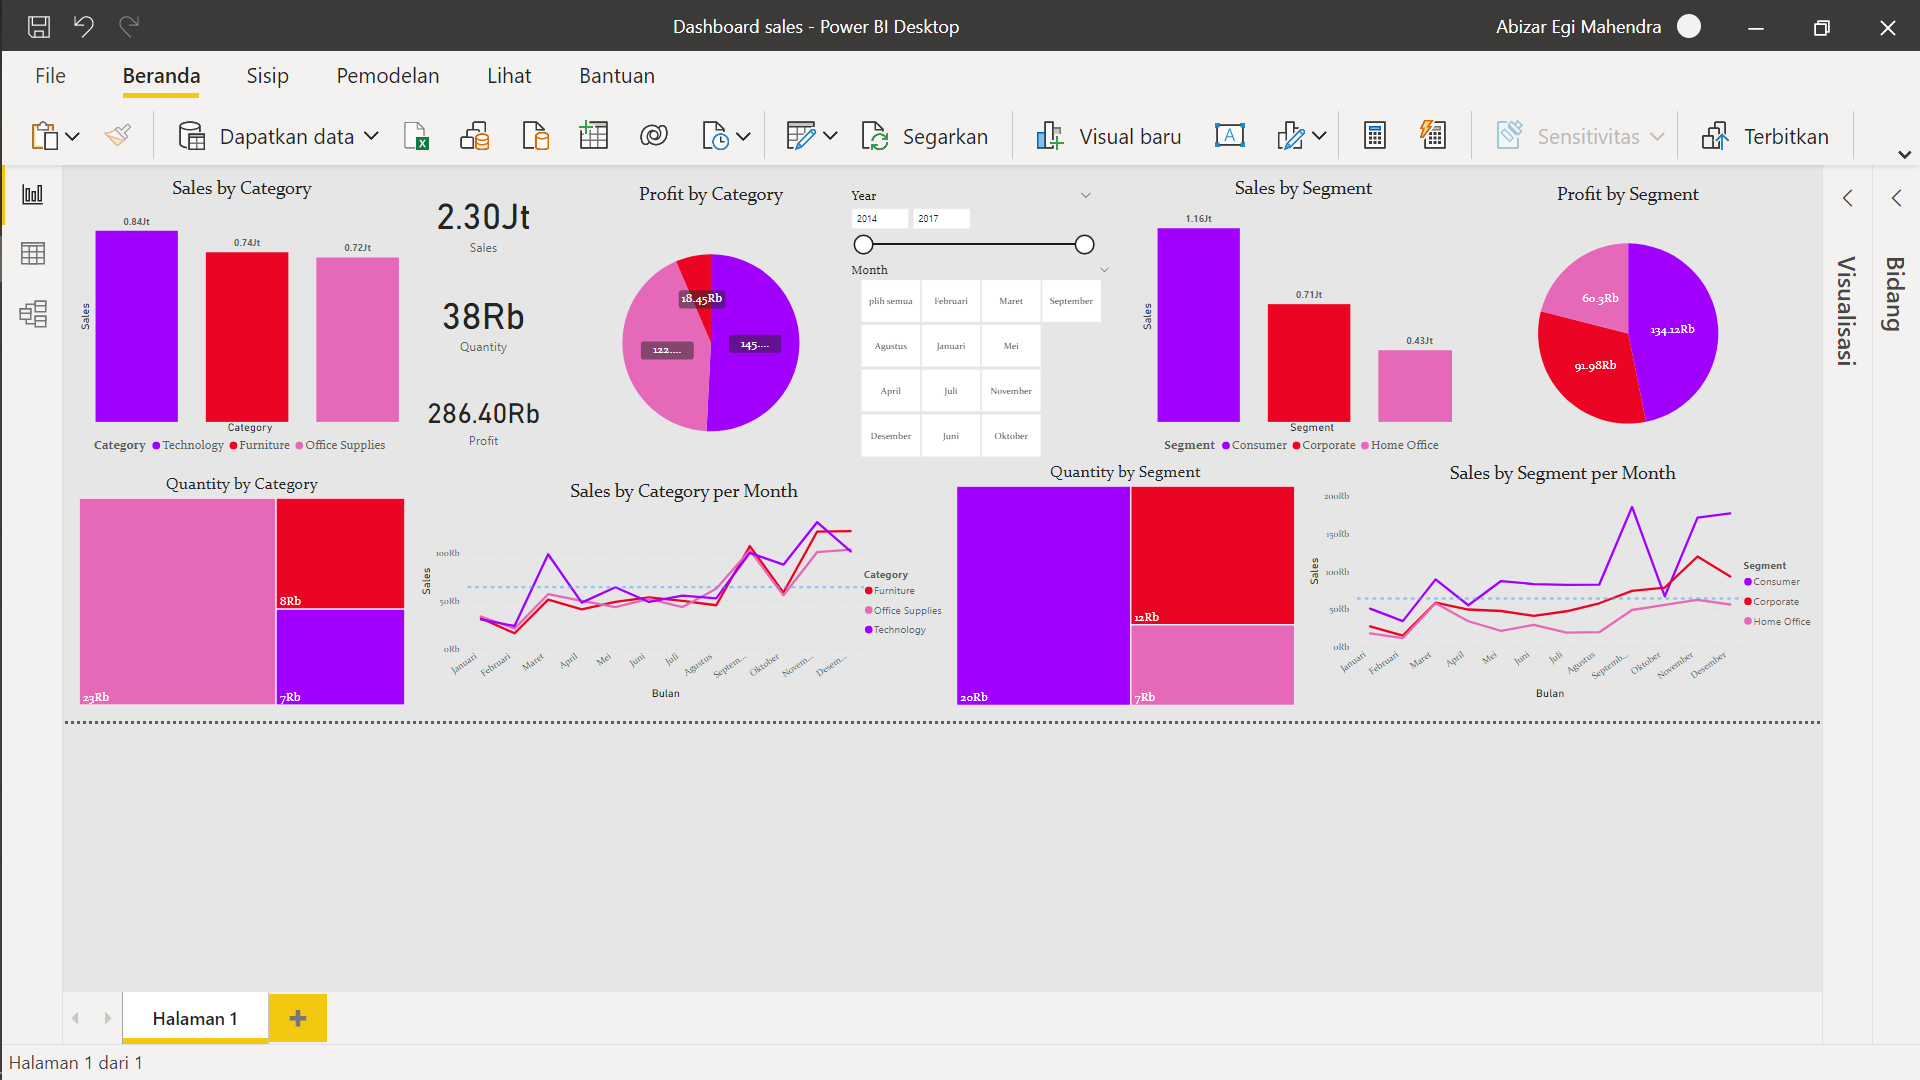 Dashboard sales - Power BI Desktop
Abizar Egi Mahendra
File Beranda Sisip Pemodelan Lihat Bantuan
Dapatkan data Segarkan Visual baru Sensitivitas Terbitkan
Sales by Category
0.84Jt
0.74Jt
0.72Jt
Sales
Category
Category Technology Furniture Office Supplies
2.30Jt
Sales
38Rb
Quantity
286.40Rb
Profit
Profit by Category
18.45Rb
122....
145....
Year
2014 2017
Month
plih semua Februari Maret September
Agustus Januari Mei
April Juli November
Desember Juni Oktober
Sales by Segment
1.16Jt
0.71Jt
0.43Jt
Sales
Segment
Segment Consumer Corporate Home Office
Profit by Segment
60.3Rb
134.12Rb
91.98Rb
Visualisasi
Bidang
Quantity by Category
23Rb
8Rb
7Rb
Sales by Category per Month
100Rb
50Rb
0Rb
Sales
Januari Februari Maret April Mei Juni Juli Agustus Septem... Oktober Novem... Desem...
Bulan
Category
Furniture
Office Supplies
Technology
Quantity by Segment
20Rb
12Rb
7Rb
Sales by Segment per Month
200Rb
150Rb
100Rb
50Rb
0Rb
Sales
Januari Februari Maret April Mei Juni Juli Agustus Septemb... Oktober November Desember
Bulan
Segment
Consumer
Corporate
Home Office
Halaman 1
Halaman 1 dari 1